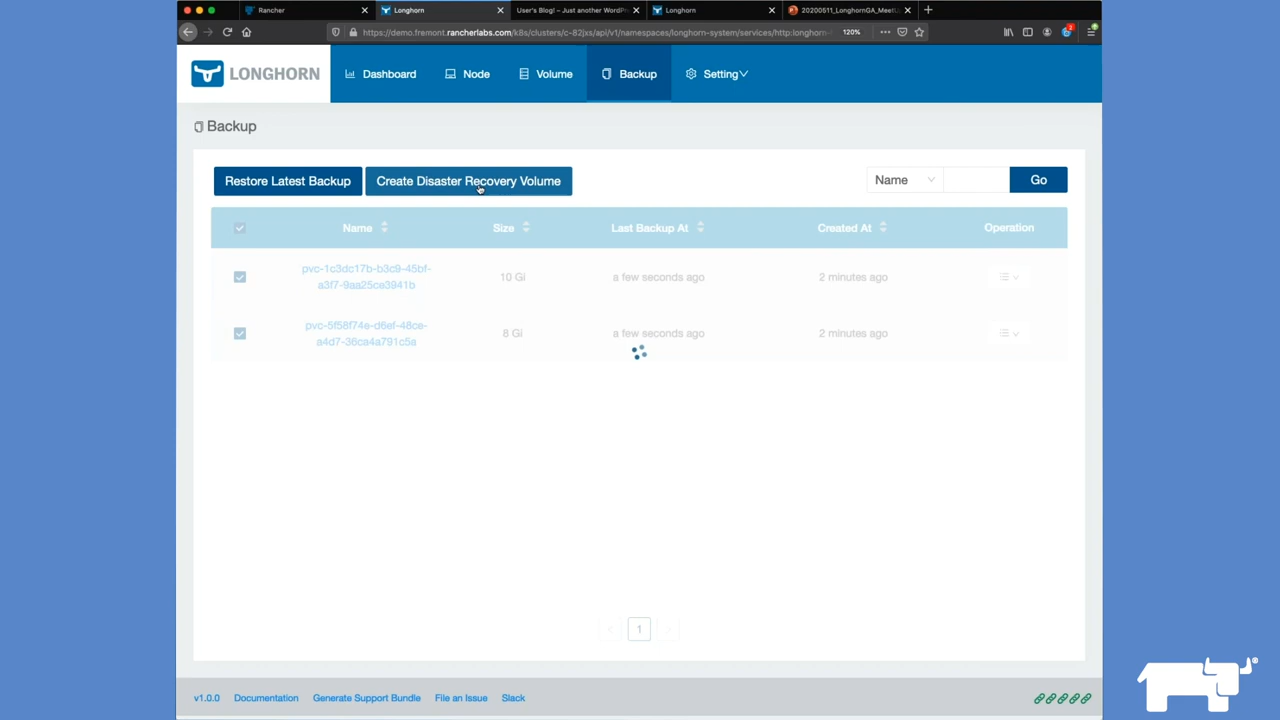 Rancher
Longhorn
User's Blog! – Just another WordPr
Longhorn
20200511_LonghornGA_MeetU
https://demo.fremont.rancherlabs.com/k8s/clusters/c-82jxs/api/v1/namespaces/longhorn-system/services/http:longhorn-
120%
LONGHORN
Dashboard
Node
Volume
Backup
Setting
Backup
Restore Latest Backup
Create Disaster Recovery Volume
Name
Go
Name
Size
Last Backup At
Created At
Operation
pvc-1c3dc17b-b3c9-45bf-
a3f7-9aa25ce3941b
10 Gi
a few seconds ago
2 minutes ago
pvc-5f58f74e-d6ef-48ce-
a4d7-36ca4a791c5a
8 Gi
a few seconds ago
2 minutes ago
1
v1.0.0
Documentation
Generate Support Bundle
File an Issue
Slack